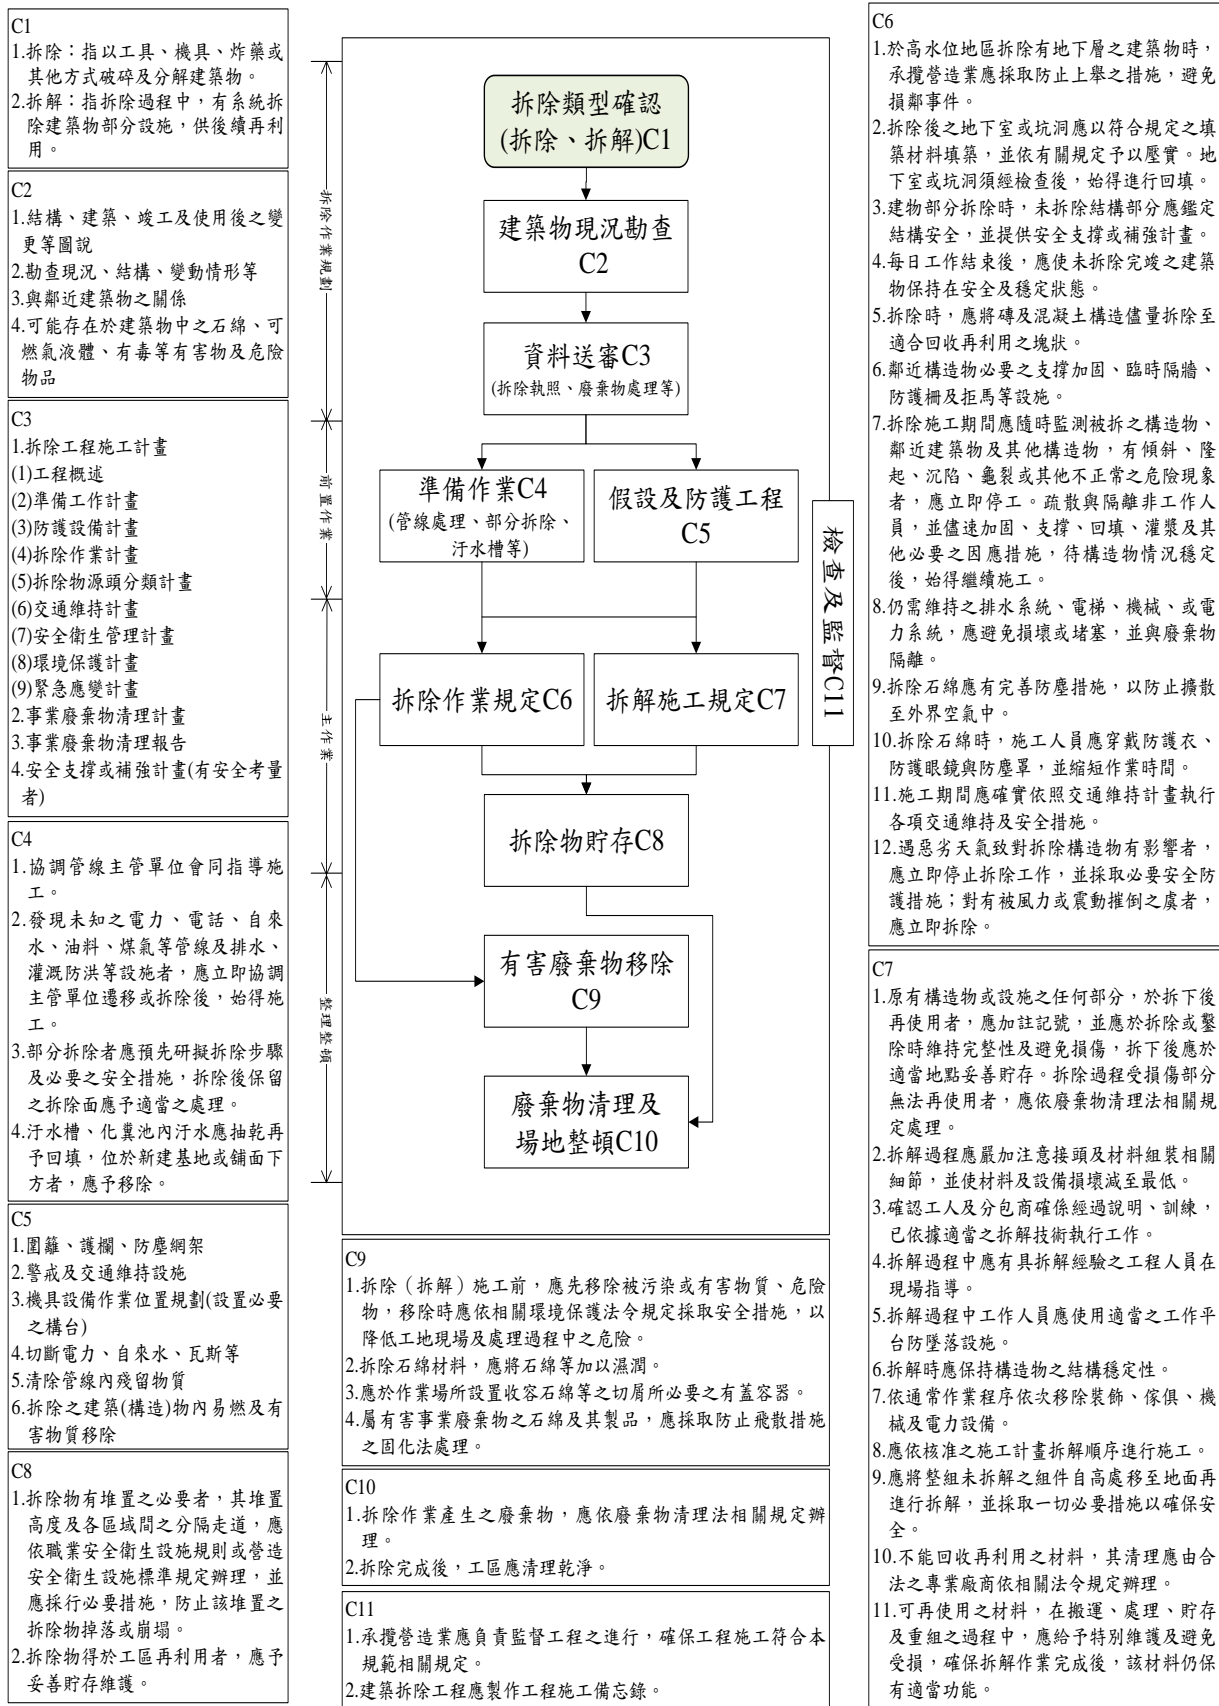 C1
1.拆除：指以工具、機具、炸藥或
其他方式破碎及分解建築物。
2.拆解：指拆除過程中，有系統拆
除建築物部分設施，供後續再利
用。
C2
1.結構、建築、竣工及使用後之變
更等圖說
2.勘查現況、結構、變動情形等
3.與鄰近建築物之關係
4.可能存在於建築物中之石綿、可
燃氣液體、有毒等有害物及危險
物品
C3
1.拆除工程施工計畫
(1)工程概述
(2)準備工作計畫
(3)防護設備計畫
(4)拆除作業計畫
(5)拆除物源頭分類計畫
(6)交通維持計畫
(7)安全衛生管理計畫
(8)環境保護計畫
(9)緊急應變計畫
2.事業廢棄物清理計畫
3.事業廢棄物清理報告
4.安全支撐或補強計畫(有安全考量
者)
C4
1.協調管線主管單位會同指導施
工。
2.發現未知之電力、電話、自來
水、油料、煤氣等管線及排水、
灌溉防洪等設施者，應立即協調
主管單位遷移或拆除後，始得施
工。
3.部分拆除者應預先研擬拆除步驟
及必要之安全措施，拆除後保留
之拆除面應予適當之處理。
4.汙水槽、化糞池內汙水應抽乾再
予回填，位於新建基地或舖面下
方者，應予移除。
C5
1.圍籬、護欄、防塵網架
2.警戒及交通維持設施
3.機具設備作業位置規劃(設置必要
之構台)
4.切斷電力、自來水、瓦斯等
5.清除管線內殘留物質
6.拆除之建築(構造)物內易燃及有
害物質移除
C8
1.拆除物有堆置之必要者，其堆置
高度及各區域間之分隔走道，應
依職業安全衛生設施規則或營造
安全衛生設施標準規定辦理，並
應採行必要措施，防止該堆置之
拆除物掉落或崩塌。
2.拆除物得於工區再利用者，應予
妥善貯存維護。
拆除作業規劃
前置作業
主作業
整理整頓
拆除類型確認
(拆除、拆解)C1
建築物現況勘查
C2
資料送審C3
(拆除執照、廢棄物處理等)
準備作業C4
(管線處理、部分拆除、
汙水槽等)
假設及防護工程
C5
拆除作業規定C6
拆解施工規定C7
拆除物貯存C8
有害廢棄物移除
C9
廢棄物清理及
場地整頓C10
檢查及監督C11
C9
1.拆除（拆解）施工前，應先移除被污染或有害物質、危險
物，移除時應依相關環境保護法令規定採取安全措施，以
降低工地現場及處理過程中之危險。
2.拆除石綿材料，應將石綿等加以濕潤。
3.應於作業場所設置收容石綿等之切屑所必要之有蓋容器。
4.屬有害事業廢棄物之石綿及其製品，應採取防止飛散措施
之固化法處理。
C10
1.拆除作業產生之廢棄物，應依廢棄物清理法相關規定辦
理。
2.拆除完成後，工區應清理乾淨。
C11
1.承攬營造業應負責監督工程之進行，確保工程施工符合本
規範相關規定。
2.建築拆除工程應製作工程施工備忘錄。
C6
1.於高水位地區拆除有地下層之建築物時，
承攬營造業應採取防止上舉之措施，避免
損鄰事件。
2.拆除後之地下室或坑洞應以符合規定之填
築材料填築，並依有關規定予以壓實。地
下室或坑洞須經檢查後，始得進行回填。
3.建物部分拆除時，未拆除結構部分應鑑定
結構安全，並提供安全支撐或補強計畫。
4.每日工作結束後，應使未拆除完竣之建築
物保持在安全及穩定狀態。
5.拆除時，應將磚及混凝土構造儘量拆除至
適合回收再利用之塊狀。
6.鄰近構造物必要之支撐加固、臨時隔牆、
防護柵及拒馬等設施。
7.拆除施工期間應隨時監測被拆之構造物、
鄰近建築物及其他構造物，有傾斜、隆
起、沉陷、龜裂或其他不正常之危險現象
者，應立即停工。疏散與隔離非工作人
員，並儘速加固、支撐、回填、灌漿及其
他必要之因應措施，待構造物情況穩定
後，始得繼續施工。
8.仍需維持之排水系統、電梯、機械、或電
力系統，應避免損壞或堵塞，並與廢棄物
隔離。
9.拆除石綿應有完善防塵措施，以防止擴散
至外界空氣中。
10.拆除石綿時，施工人員應穿戴防護衣、
防護眼鏡與防塵罩，並縮短作業時間。
11.施工期間應確實依照交通維持計畫執行
各項交通維持及安全措施。
12.遇惡劣天氣致對拆除構造物有影響者，
應立即停止拆除工作，並採取必要安全防
護措施；對有被風力或震動摧倒之虞者，
應立即拆除。
C7
1.原有構造物或設施之任何部分，於拆下後
再使用者，應加註記號，並應於拆除或鑿
除時維持完整性及避免損傷，拆下後應於
適當地點妥善貯存。拆除過程受損傷部分
無法再使用者，應依廢棄物清理法相關規
定處理。
2.拆解過程應嚴加注意接頭及材料組裝相關
細節，並使材料及設備損壞減至最低。
3.確認工人及分包商確係經過說明、訓練，
已依據適當之拆解技術執行工作。
4.拆解過程中應有具拆解經驗之工程人員在
現場指導。
5.拆解過程中工作人員應使用適當之工作平
台防墜落設施。
6.拆解時應保持構造物之結構穩定性。
7.依通常作業程序依次移除裝飾、傢俱、機
械及電力設備。
8.應依核准之施工計畫拆解順序進行施工。
9.應將整組未拆解之組件自高處移至地面再
進行拆解，並採取一切必要措施以確保安
全。
10.不能回收再利用之材料，其清理應由合
法之專業廠商依相關法令規定辦理。
11.可再使用之材料，在搬運、處理、貯存
及重組之過程中，應給予特別維護及避免
受損，確保拆解作業完成後，該材料仍保
有適當功能。